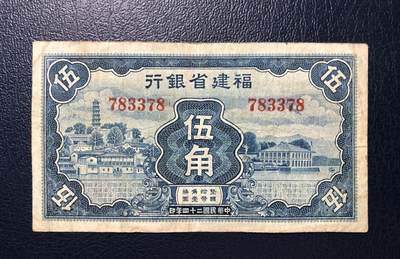 伍 伍
行銀省建福
783378 783378
伍角
伍 伍
印年四十二國民華中